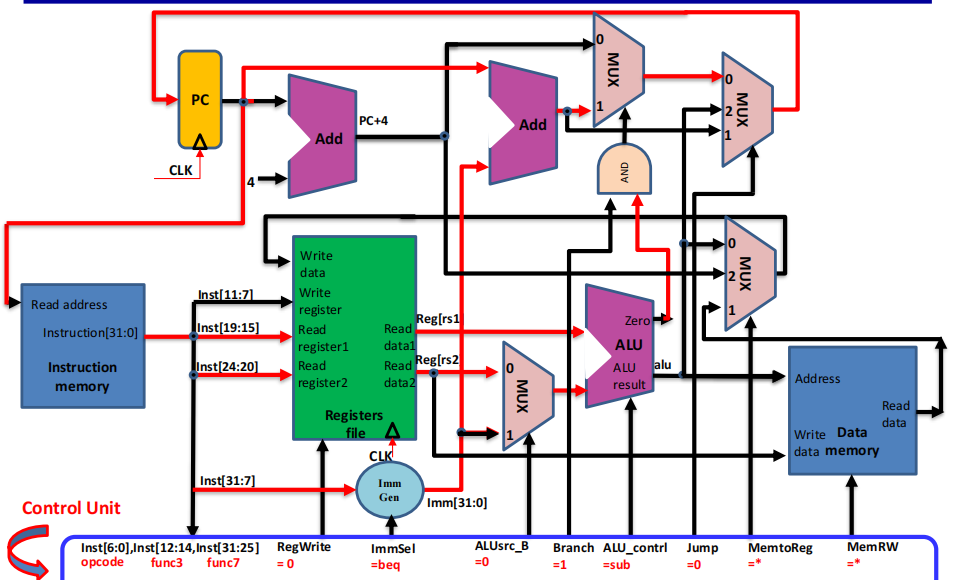 0
MUX
1
PC
CLK
Add
PC+4
4
Add
AND
0
2
1
MUX
Write
data
Write
register
Read
register1
Read
register2
Read
data1
Read
data2
Registers
file
CLK
Read address
Instruction[31:0]
Instruction
memory
Inst[11:7]
Inst[19:15]
Inst[24:20]
Inst[31:7]
Reg[rs1
Reg[rs2
0
MUX
1
Zero
ALU
ALU
result
alu
0
MUX
2
1
Address
Read
data
Write
data
Data
memory
Imm
Gen
Imm[31:0]
Control Unit
Inst[6:0],Inst[12:14,Inst[31:25] RegWrite ImmSel ALUsrc_B Branch ALU_contrl Jump MemtoReg MemRW
opcode func3 func7 = 0 =beq =0 =1 =sub =0 =* =*